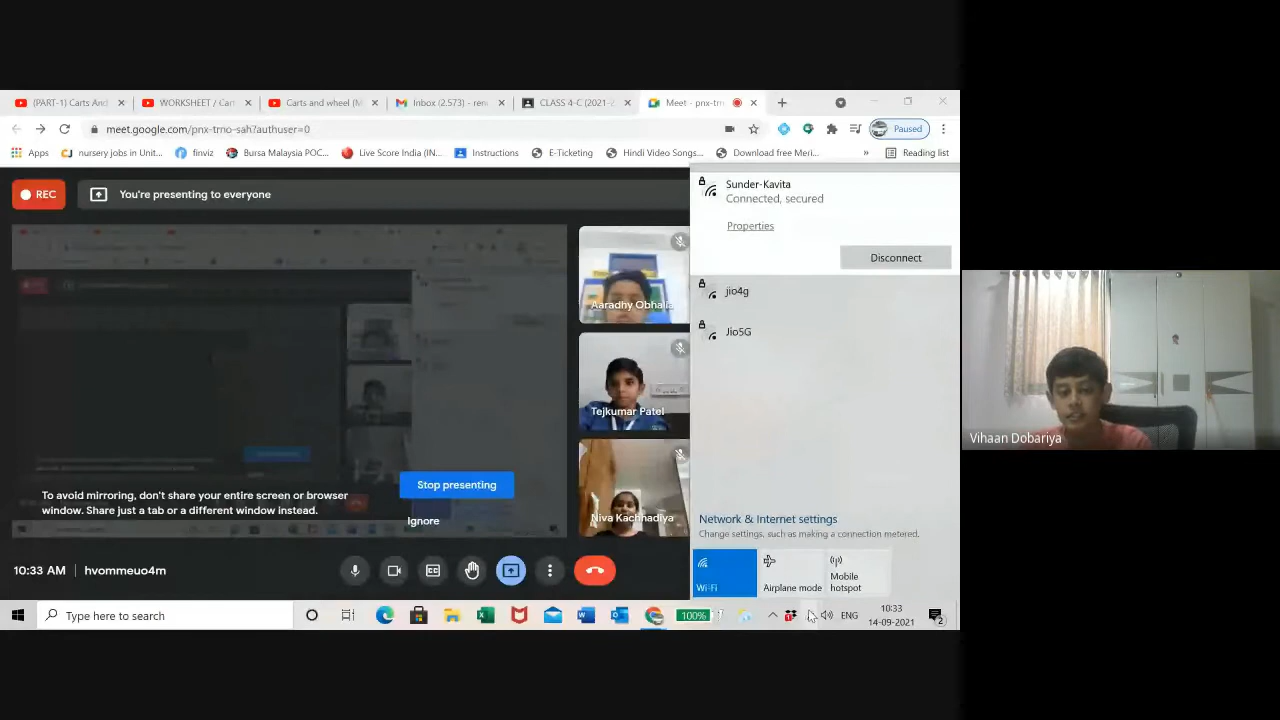 (PART-1) Carts And
WORKSHEET / Cart
Carts and wheel (M
Inbox (2,573) - ren
CLASS 4-C (2021-2
Meet - pnx-trn
meet.google.com/pnx-trno-sah?authuser=0
Paused
Apps
nursery jobs in Unit...
finviz
Bursa Malaysia POC...
Live Score India (IN...
Instructions
E-Ticketing
Hindi Video Songs...
Download free Meri...
»
Reading list
REC
You're presenting to everyone
Sunder-Kavita
Connected, secured
Properties
Disconnect
jio4g
Jio5G
Aaradhy Obhalia
Tejkumar Patel
Niva Kachhadiya
Vihaan Dobariya
To avoid mirroring, don't share your entire screen or browser
window. Share just a tab or a different window instead.
Stop presenting
Ignore
Network & Internet settings
Change settings, such as making a connection metered.
Wi-Fi
Airplane mode
Mobile
hotspot
10:33 AM | hvommeuo4m
Type here to search
100%
ENG
10:33
14-09-2021
2